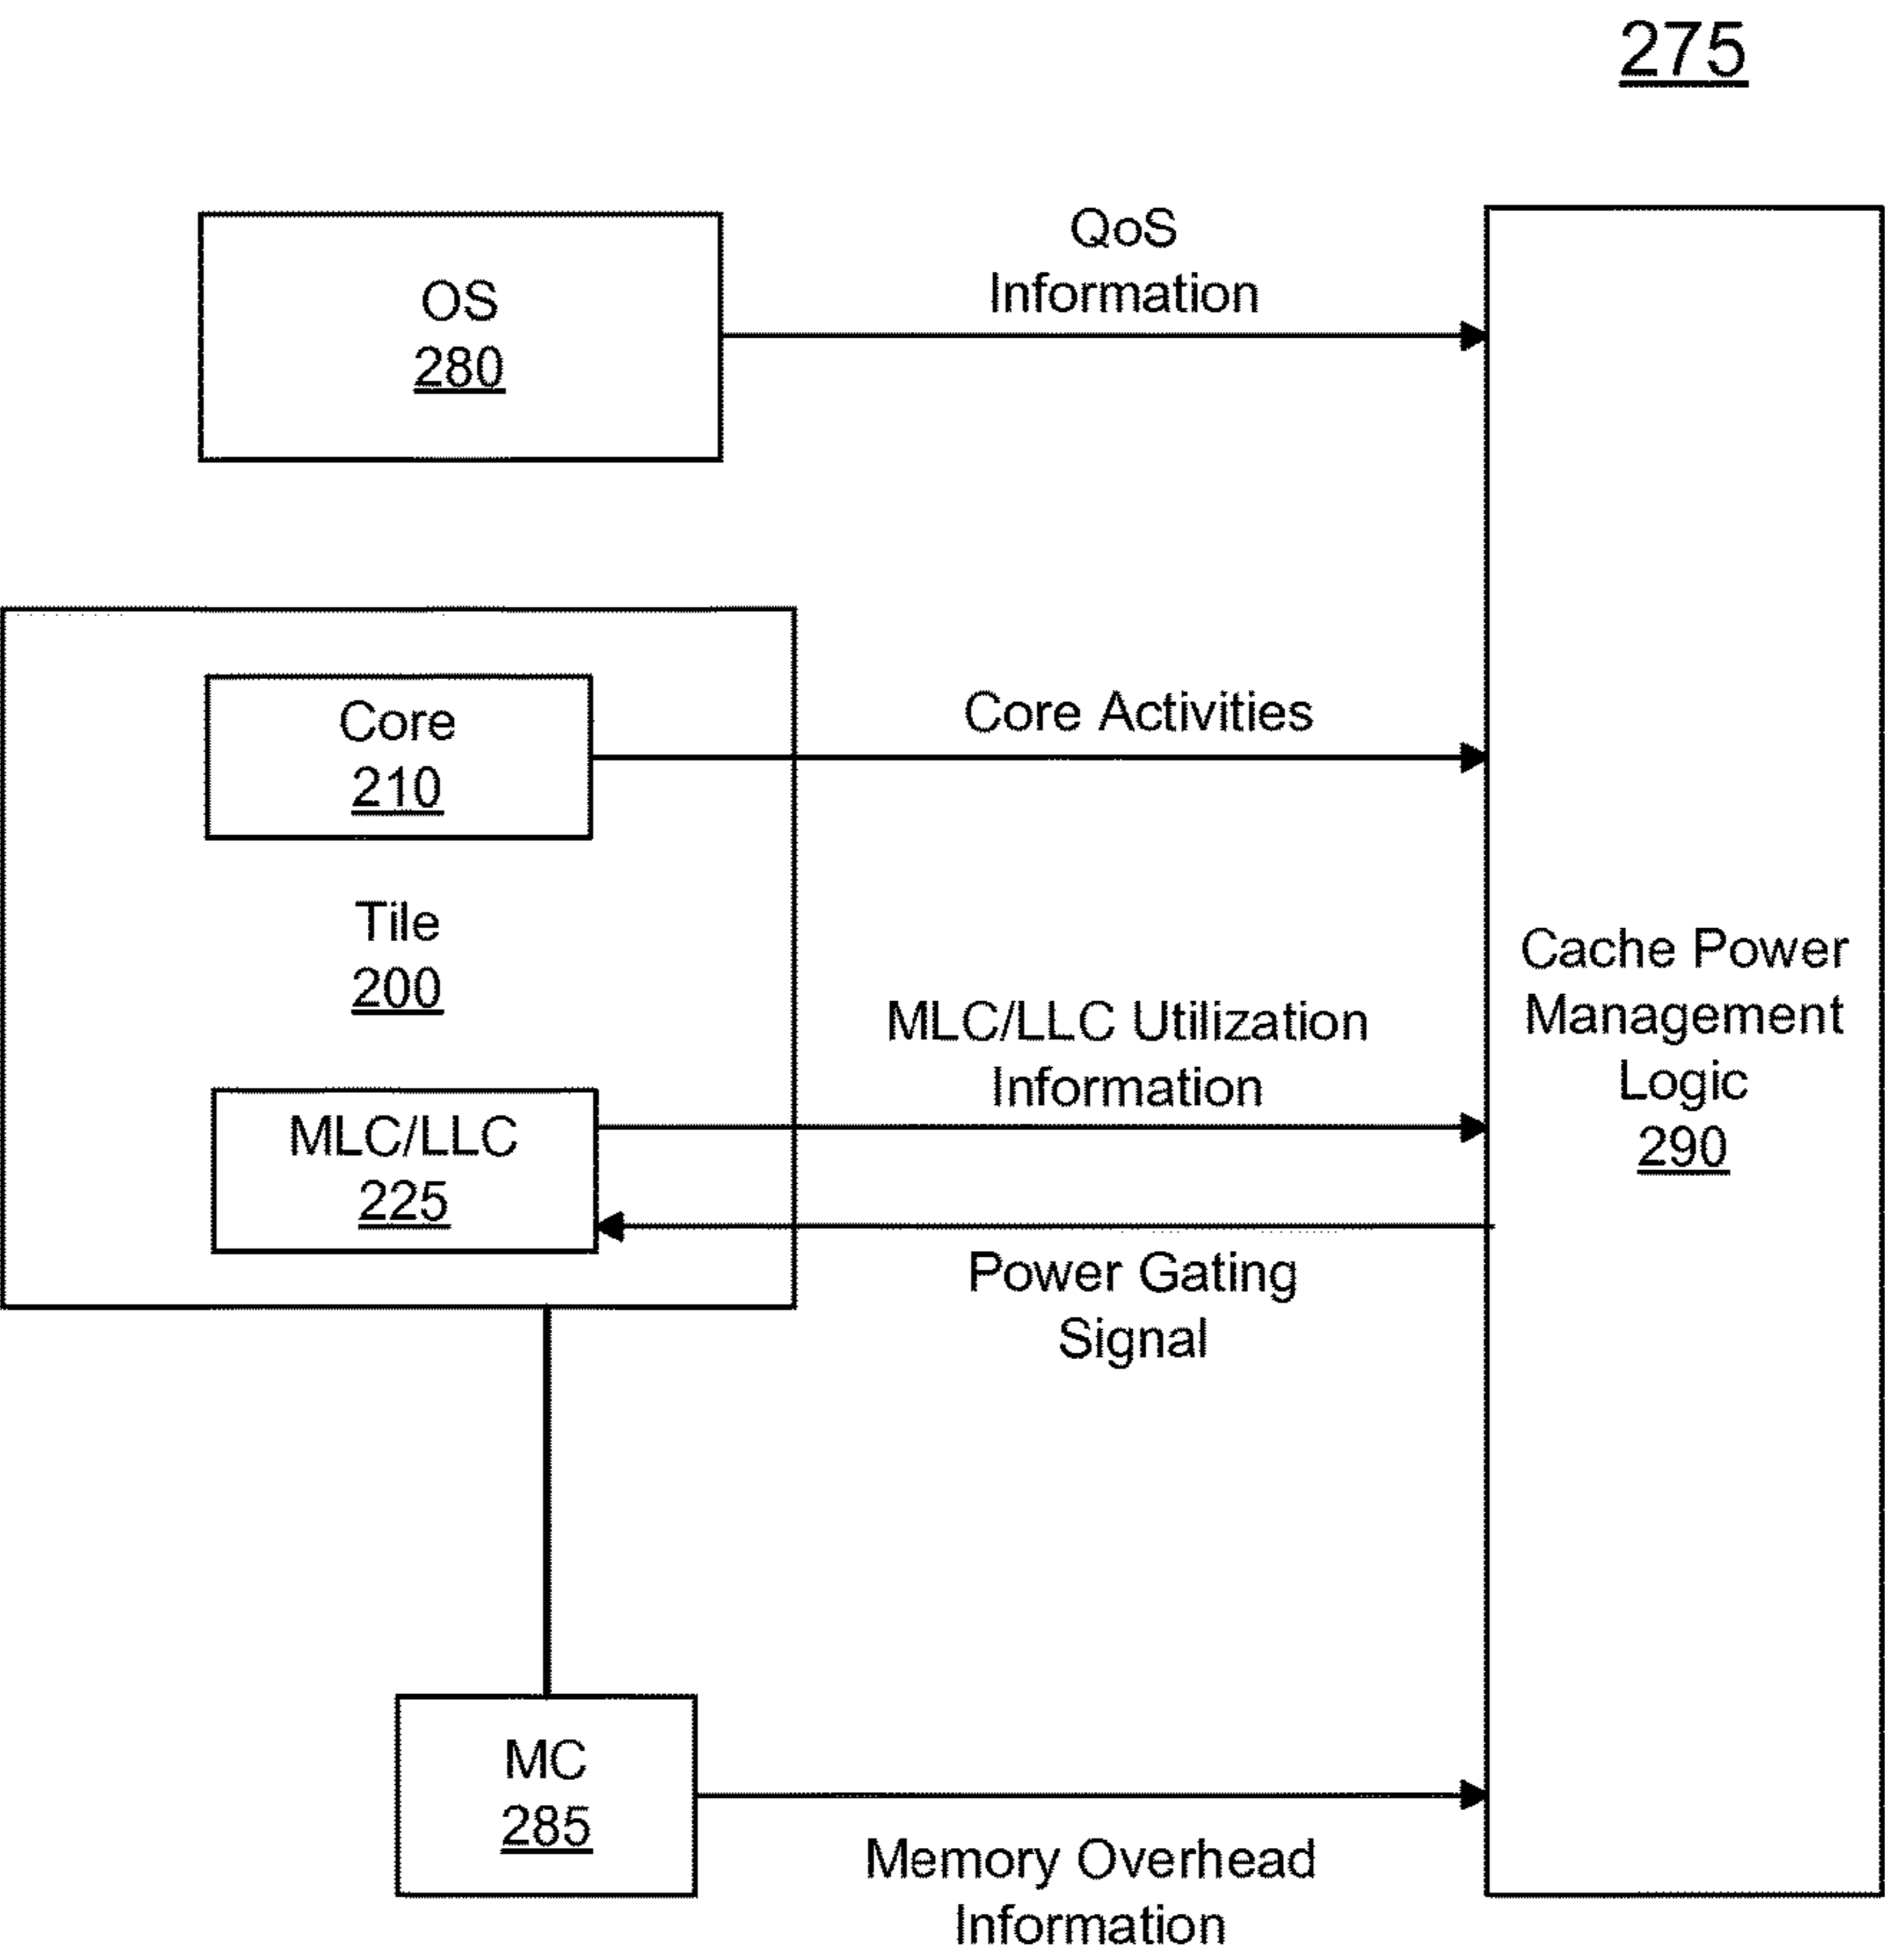 275
OS
280
QoS
Information
Core
210
Core Activities
Tile
200
MLC/LLC
225
MLC/LLC Utilization
Information
Power Gating
Signal
Cache Power
Management
Logic
290
MC
285
Memory Overhead
Information